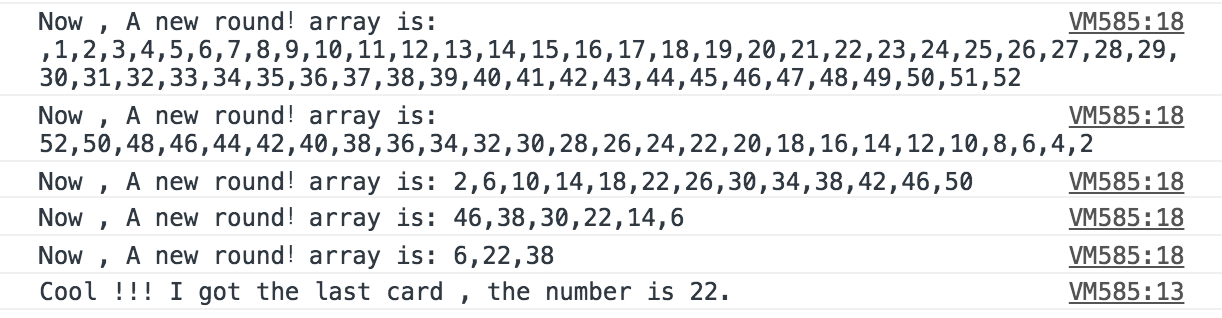 Now , A new round! array is: VM585:18
,1,2,3,4,5,6,7,8,9,10,11,12,13,14,15,16,17,18,19,20,21,22,23,24,25,26,27,28,29,
30,31,32,33,34,35,36,37,38,39,40,41,42,43,44,45,46,47,48,49,50,51,52
Now , A new round! array is: VM585:18
52,50,48,46,44,42,40,38,36,34,32,30,28,26,24,22,20,18,16,14,12,10,8,6,4,2
Now , A new round! array is: 2,6,10,14,18,22,26,30,34,38,42,46,50 VM585:18
Now , A new round! array is: 46,38,30,22,14,6 VM585:18
Now , A new round! array is: 6,22,38 VM585:18
Cool !!! I got the last card , the number is 22. VM585:13